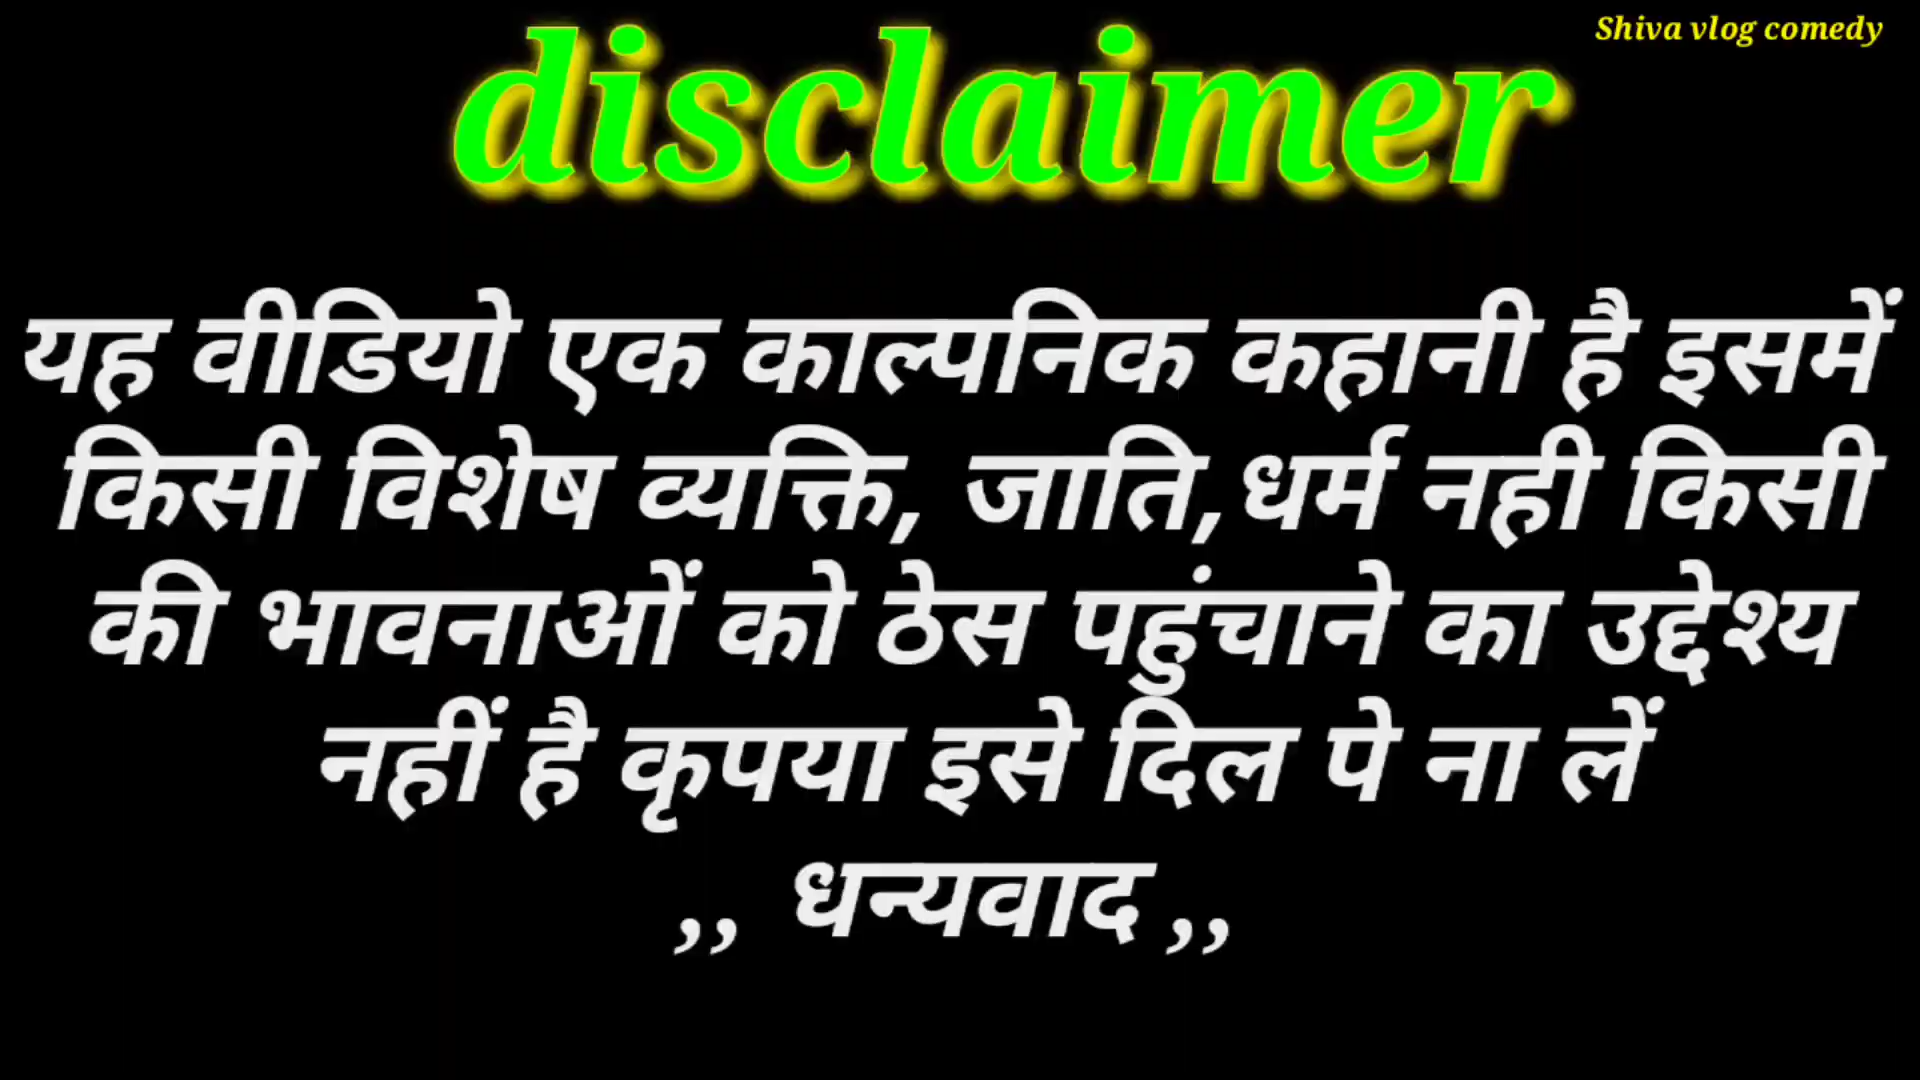 Shiva vlog comedy
disclaimer
यह वीडियो एक काल्पनिक कहानी है इसमें
किसी विशेष व्यक्ति, जाति,धर्म नही किसी
की भावनाओं को ठेस पहुंचाने का उद्देश्य
नहीं है कृपया इसे दिल पे ना लें
,, धन्यवाद ,,